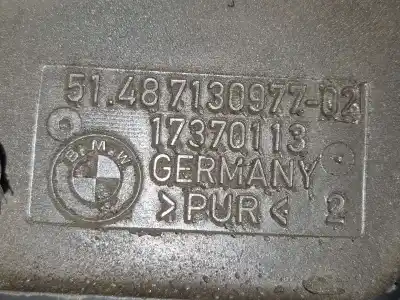 51.48 7130977-02
17370113
BMW
GERMANY
>PUR< 2